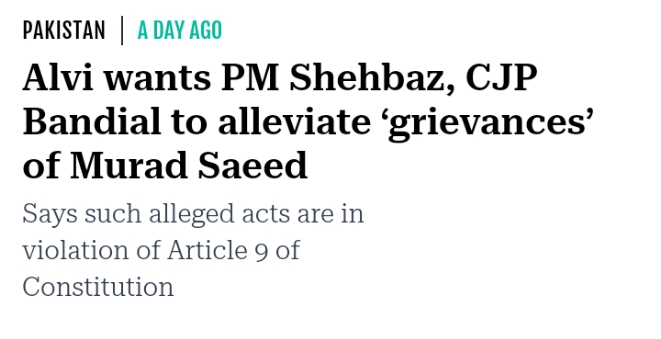 PAKISTAN | A DAY AGO
Alvi wants PM Shehbaz, CJP
Bandial to alleviate ‘grievances’
of Murad Saeed
Says such alleged acts are in
violation of Article 9 of
Constitution